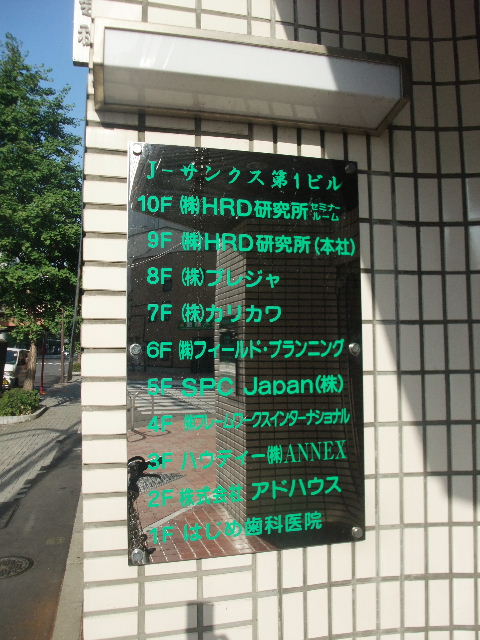 J-サンクス第1ビル
10F ㈱HRD研究所 セミナールーム
9F ㈱HRD研究所(本社)
8F (株)プレジャ
7F (株)カリカワ
6F ㈱フィールド・プランニング
5F SPC Japan(株)
4F ㈱フレームワークスインターナショナル
3F ハウディー㈱ANNEX
2F 株式会社 アドハウス
1F はじめ歯科医院